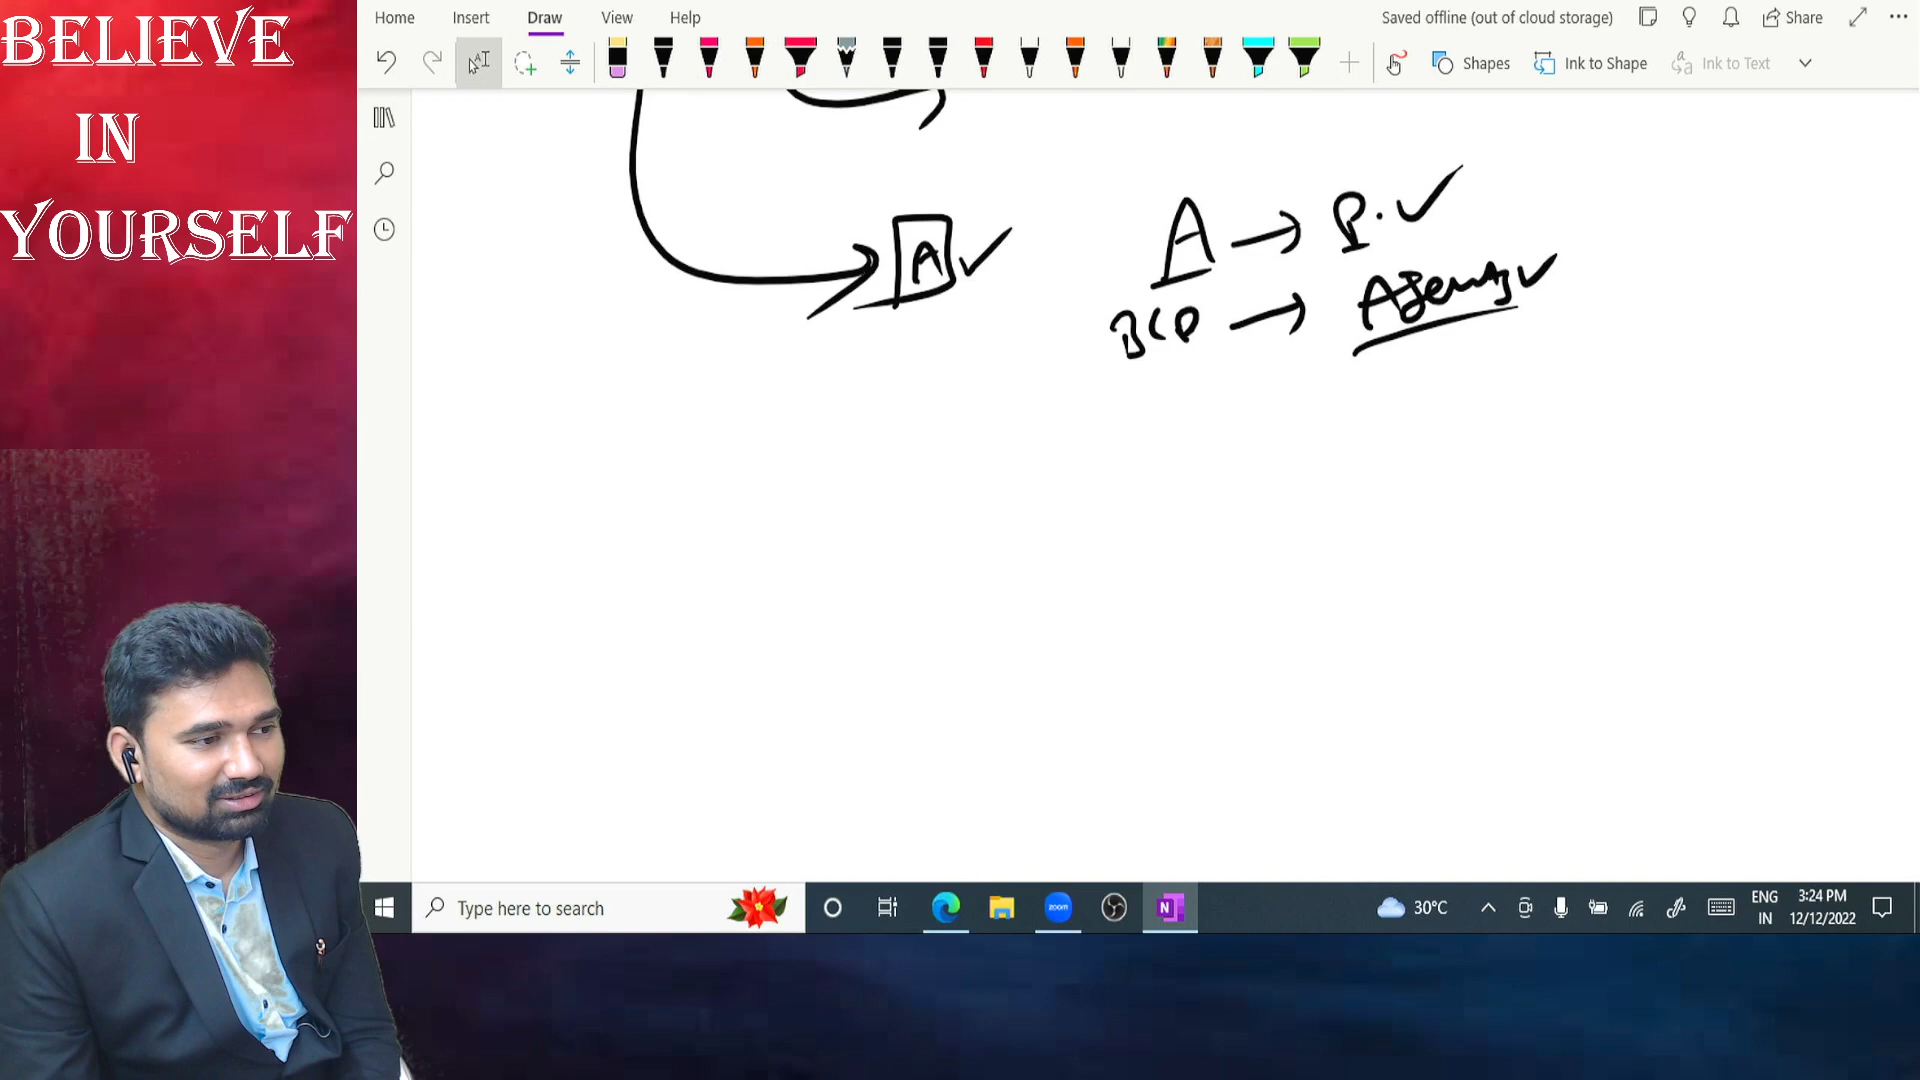 BELIEVE
IN
YOURSELF
Home Insert Draw View Help
Saved offline (out of cloud storage)
Share
Shapes
Ink to Shape
Ink to Text
A ✓
A → P. ✓
BCP → Agency ✓
Type here to search
zoom
N
30°C
ENG
IN
3:24 PM
12/12/2022